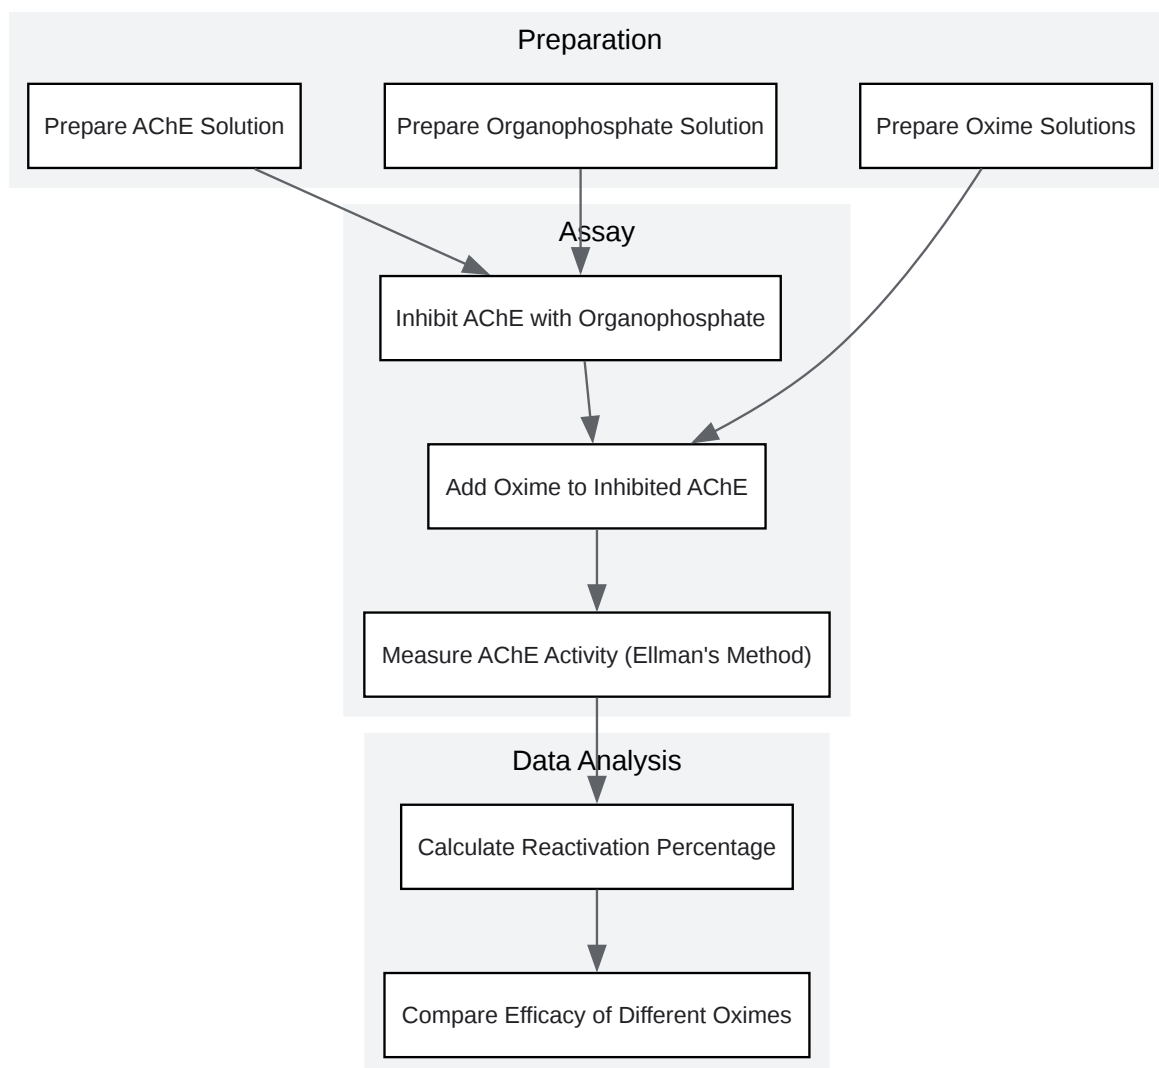 Preparation
Prepare AChE Solution
Prepare Organophosphate Solution
Prepare Oxime Solutions
Assay
Inhibit AChE with Organophosphate
Add Oxime to Inhibited AChE
Measure AChE Activity (Ellman's Method)
Data Analysis
Calculate Reactivation Percentage
Compare Efficacy of Different Oximes